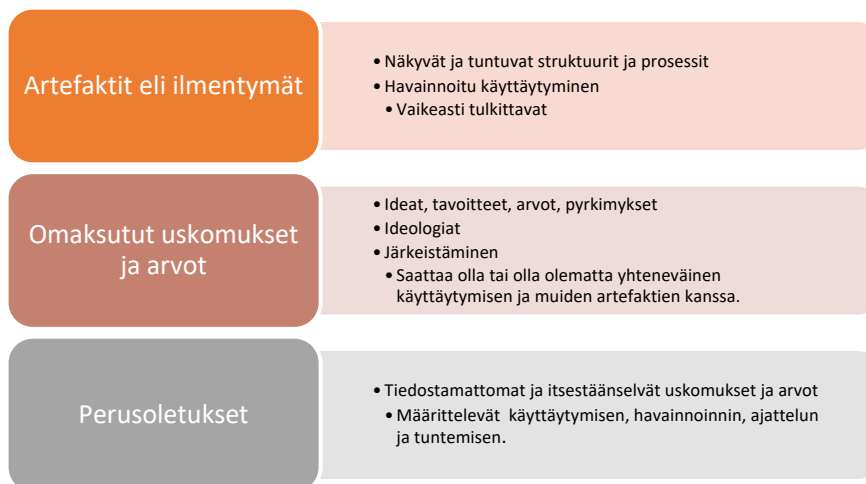 Artefaktit eli ilmentymät
• Näkyvät ja tuntuvat struktuurit ja prosessit
• Havainnoitu käyttäytyminen
• Vaikeasti tulkittavat
Omaksutut uskomukset
ja arvot
• Ideat, tavoitteet, arvot, pyrkimykset
• Ideologiat
• Järkeistäminen
• Saattaa olla tai olla olematta yhteneväinen
käyttäytymisen ja muiden artefaktien kanssa.
Perusoletukset
• Tiedostamattomat ja itsestäänselvät uskomukset ja arvot
• Määrittelevät käyttäytymisen, havainnoinnin, ajattelun
ja tuntemisen.